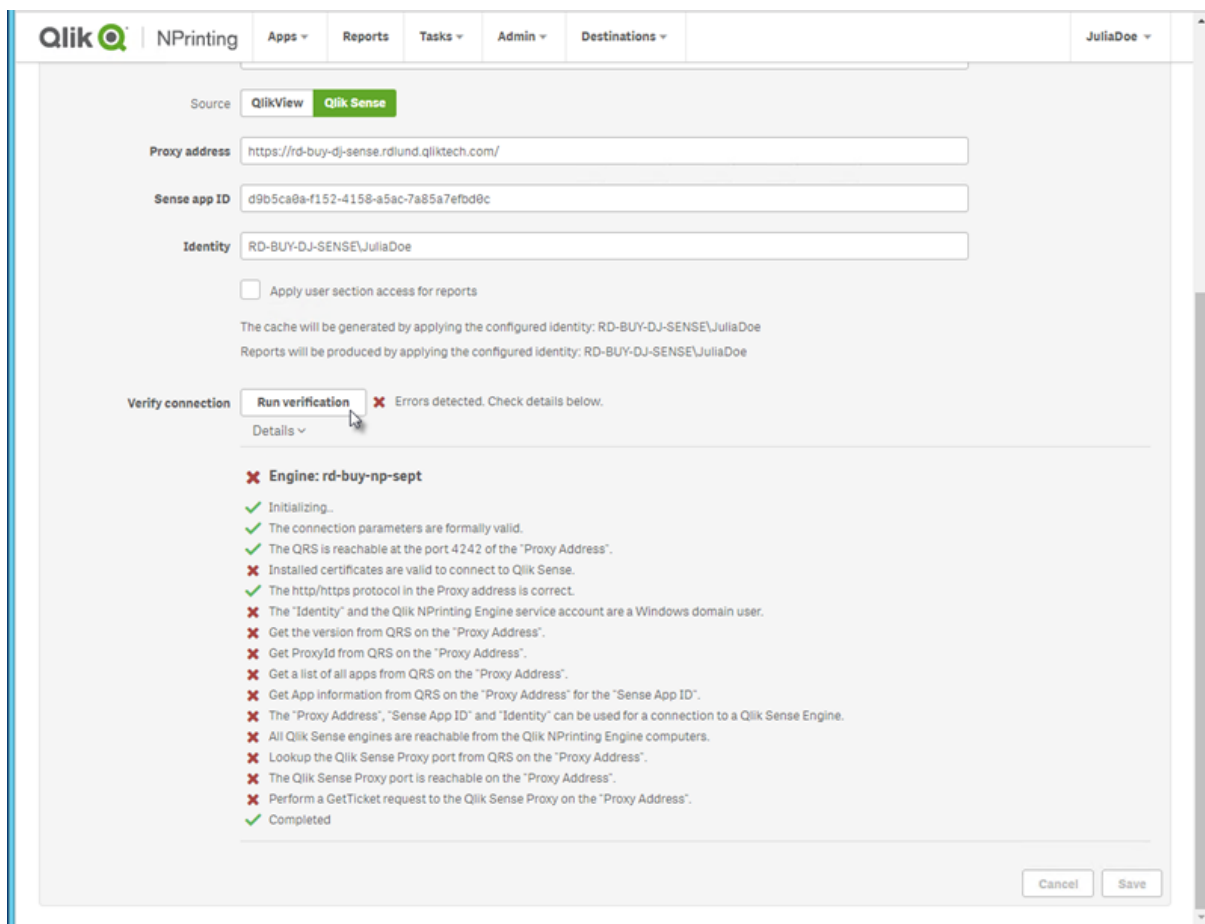 Qlik NPrinting Apps Reports Tasks Admin Destinations JuliaDoe
Source QlikView Qlik Sense
Proxy address https://rd-buy-dj-sense.rdlund.qliktech.com/
Sense app ID d9b5ca0a-f152-4158-a5ac-7a85a7efbd0c
Identity RD-BUY-DJ-SENSE\JuliaDoe
Apply user section access for reports
The cache will be generated by applying the configured identity: RD-BUY-DJ-SENSE\JuliaDoe
Reports will be produced by applying the configured identity: RD-BUY-DJ-SENSE\JuliaDoe
Verify connection Run verification Errors detected. Check details below.
Details
Engine: rd-buy-np-sept
Initializing..
The connection parameters are formally valid.
The QRS is reachable at the port 4242 of the "Proxy Address".
Installed certificates are valid to connect to Qlik Sense.
The http/https protocol in the Proxy address is correct.
The "Identity" and the Qlik NPrinting Engine service account are a Windows domain user.
Get the version from QRS on the "Proxy Address".
Get ProxyId from QRS on the "Proxy Address".
Get a list of all apps from QRS on the "Proxy Address".
Get App information from QRS on the "Proxy Address" for the "Sense App ID".
The "Proxy Address", "Sense App ID" and "Identity" can be used for a connection to a Qlik Sense Engine.
All Qlik Sense engines are reachable from the Qlik NPrinting Engine computers.
Lookup the Qlik Sense Proxy port from QRS on the "Proxy Address".
The Qlik Sense Proxy port is reachable on the "Proxy Address".
Perform a GetTicket request to the Qlik Sense Proxy on the "Proxy Address".
Completed
Cancel Save